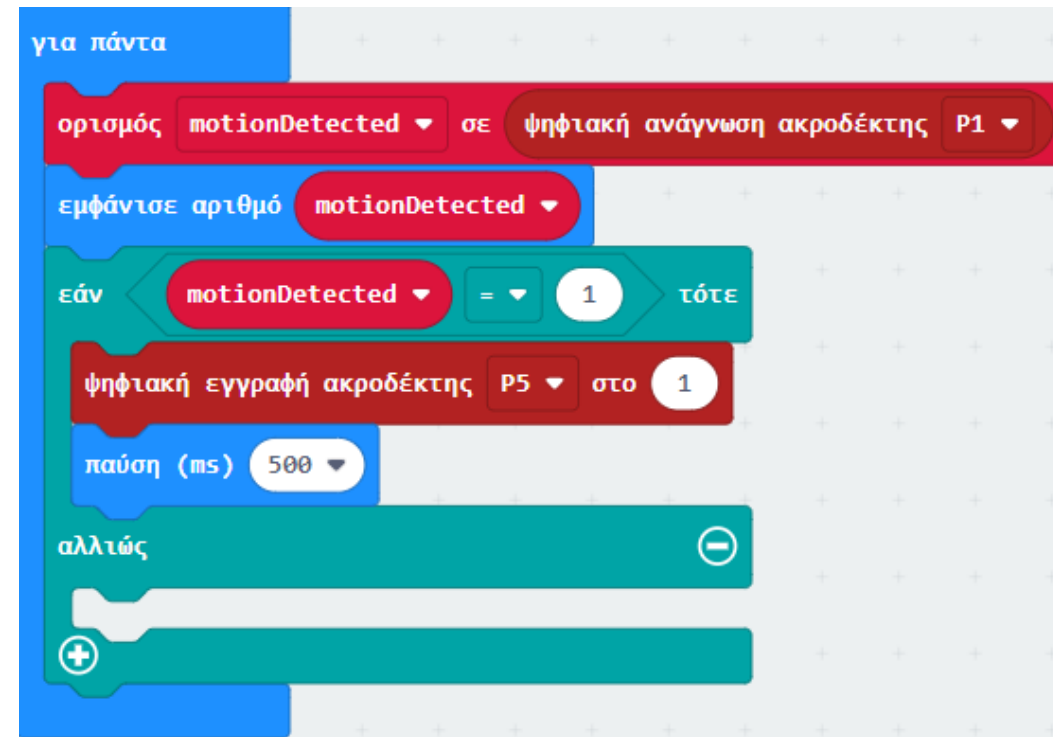 για πάντα
ορισμός motionDetected σε ψηφιακή ανάγνωση ακροδέκτης P1
εμφάνισε αριθμό motionDetected
εάν motionDetected = 1 τότε
ψηφιακή εγγραφή ακροδέκτης P5 στο 1
παύση (ms) 500
αλλιώς